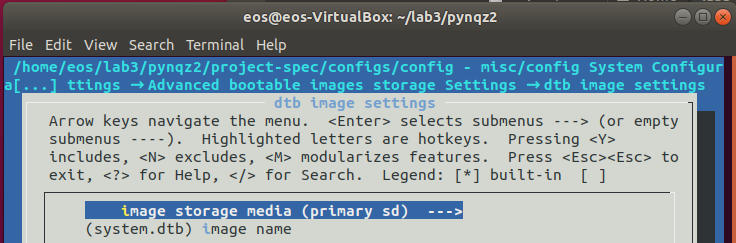 eos@eos-VirtualBox: ~/lab3/pynqz2
File Edit View Search Terminal Help
/home/eos/lab3/pynqz2/project-spec/configs/config - misc/config System Configur
a[...] ttings → Advanced bootable images storage Settings → dtb image settings
dtb image settings
Arrow keys navigate the menu.  <Enter> selects submenus ---> (or empty
submenus ----).  Highlighted letters are hotkeys.  Pressing <Y>
includes, <N> excludes, <M> modularizes features.  Press <Esc><Esc> to
exit, <?> for Help, </> for Search.  Legend: [*] built-in  [ ]
image storage media (primary sd)  --->
(system.dtb) image name